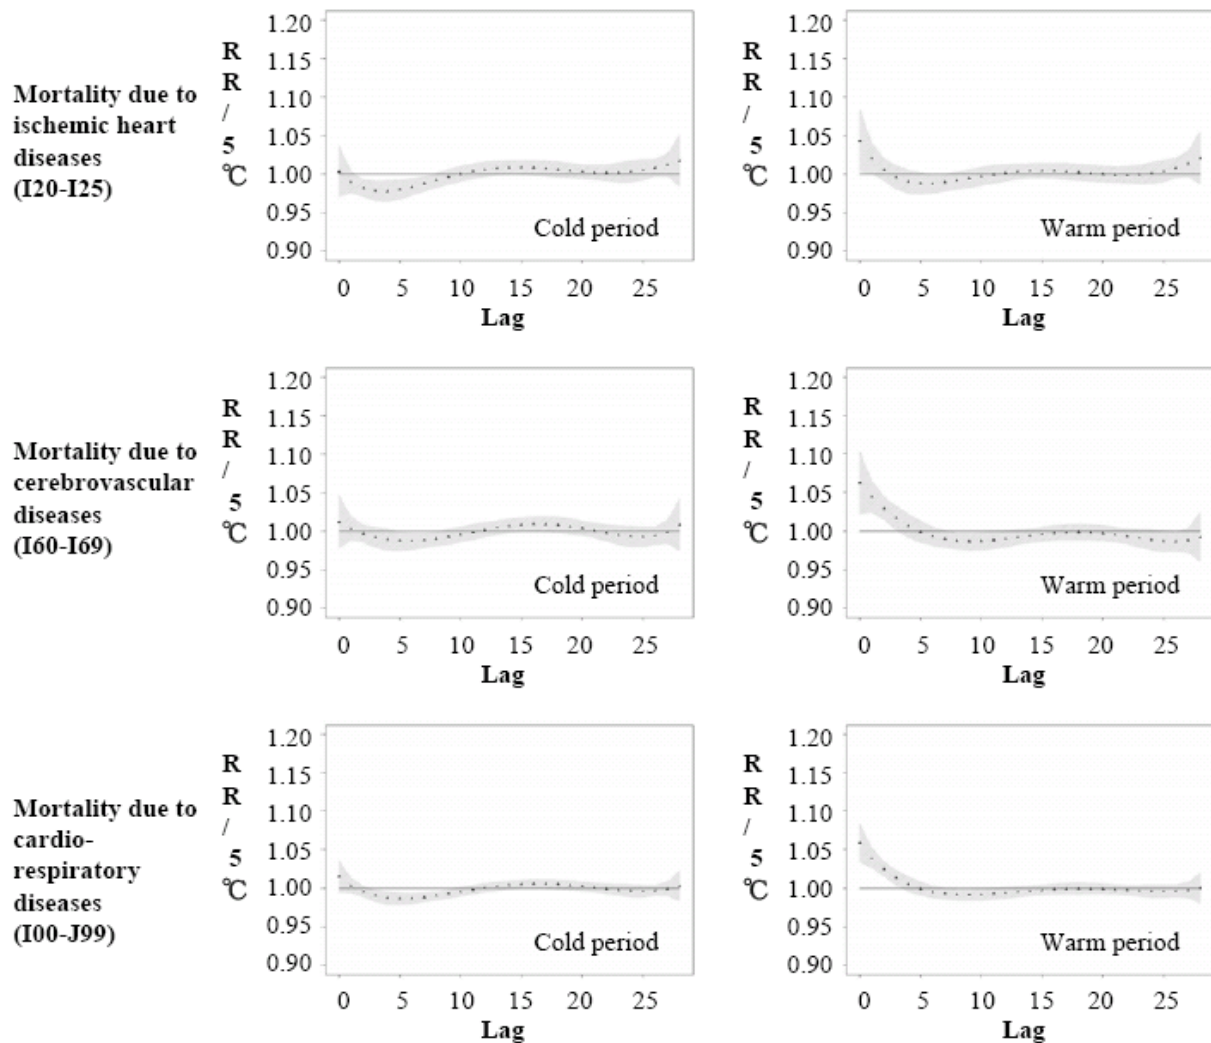 Mortality due to
ischemic heart
diseases
(I20-I25)
R
R
/
5
℃
1.20
1.15
1.10
1.05
1.00
0.95
0.90
Cold period
0 5 10 15 20 25
Lag
R
R
/
5
℃
1.20
1.15
1.10
1.05
1.00
0.95
0.90
Warm period
0 5 10 15 20 25
Lag
Mortality due to
cerebrovascular
diseases
(I60-I69)
R
R
/
5
℃
1.20
1.15
1.10
1.05
1.00
0.95
0.90
Cold period
0 5 10 15 20 25
Lag
R
R
/
5
℃
1.20
1.15
1.10
1.05
1.00
0.95
0.90
Warm period
0 5 10 15 20 25
Lag
Mortality due to
cardio-
respiratory
diseases
(I00-J99)
R
R
/
5
℃
1.20
1.15
1.10
1.05
1.00
0.95
0.90
Cold period
0 5 10 15 20 25
Lag
R
R
/
5
℃
1.20
1.15
1.10
1.05
1.00
0.95
0.90
Warm period
0 5 10 15 20 25
Lag